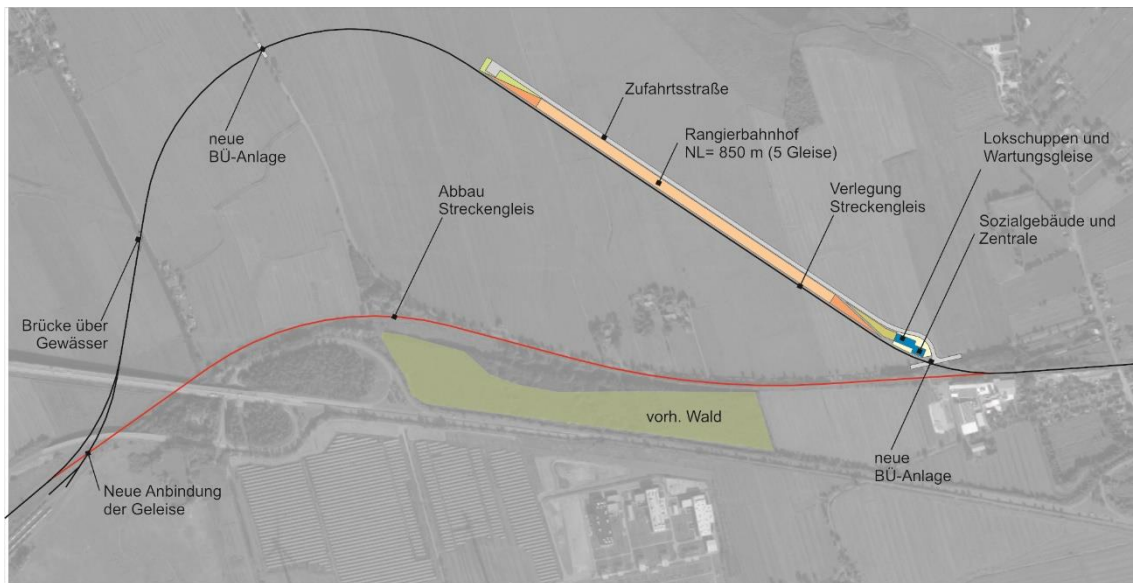 Zufahrtsstraße
neue
BÜ-Anlage
Rangierbahnhof
NL= 850 m (5 Gleise)
Lokschuppen und
Wartungsgleise
Abbau
Streckengleis
Verlegung
Streckengleis
Sozialgebäude und
Zentrale
Brücke über
Gewässer
vorh. Wald
neue
BÜ-Anlage
Neue Anbindung
der Geleise